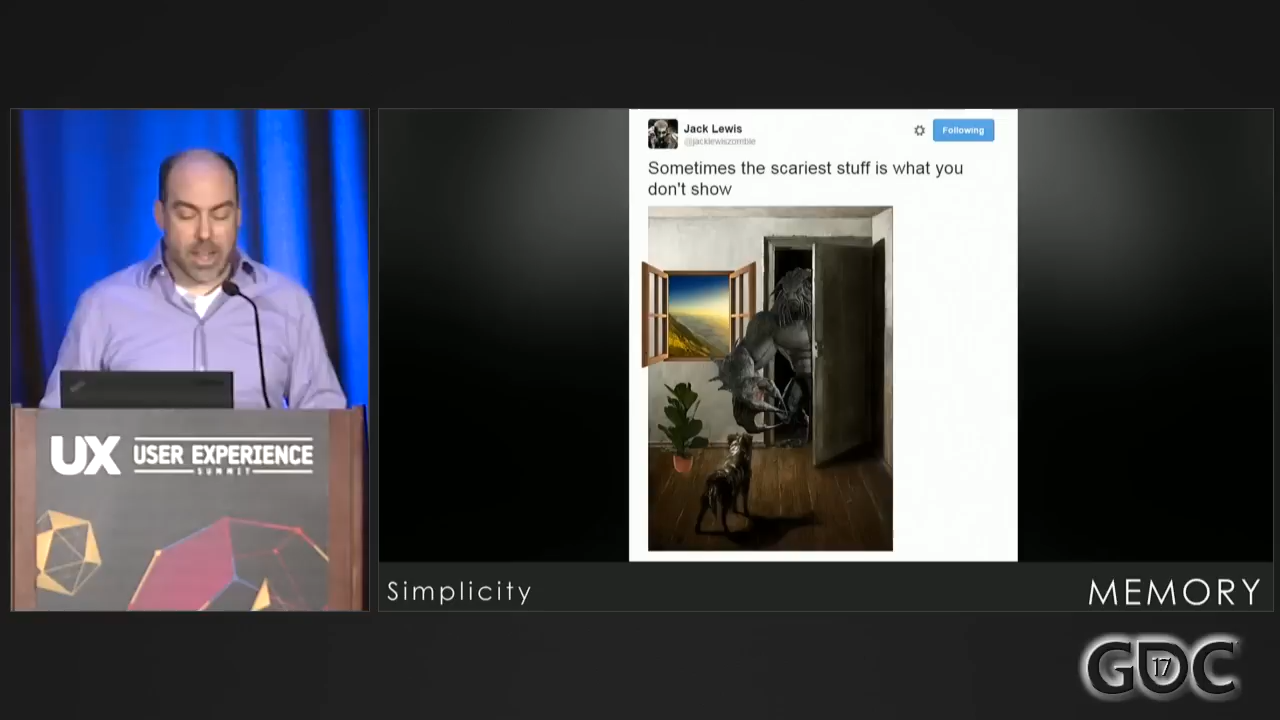 Jack Lewis
@jacklewiszombie
Following
Sometimes the scariest stuff is what you
don't show
UX USER EXPERIENCE
SUMMIT
Simplicity
MEMORY
GDC
17